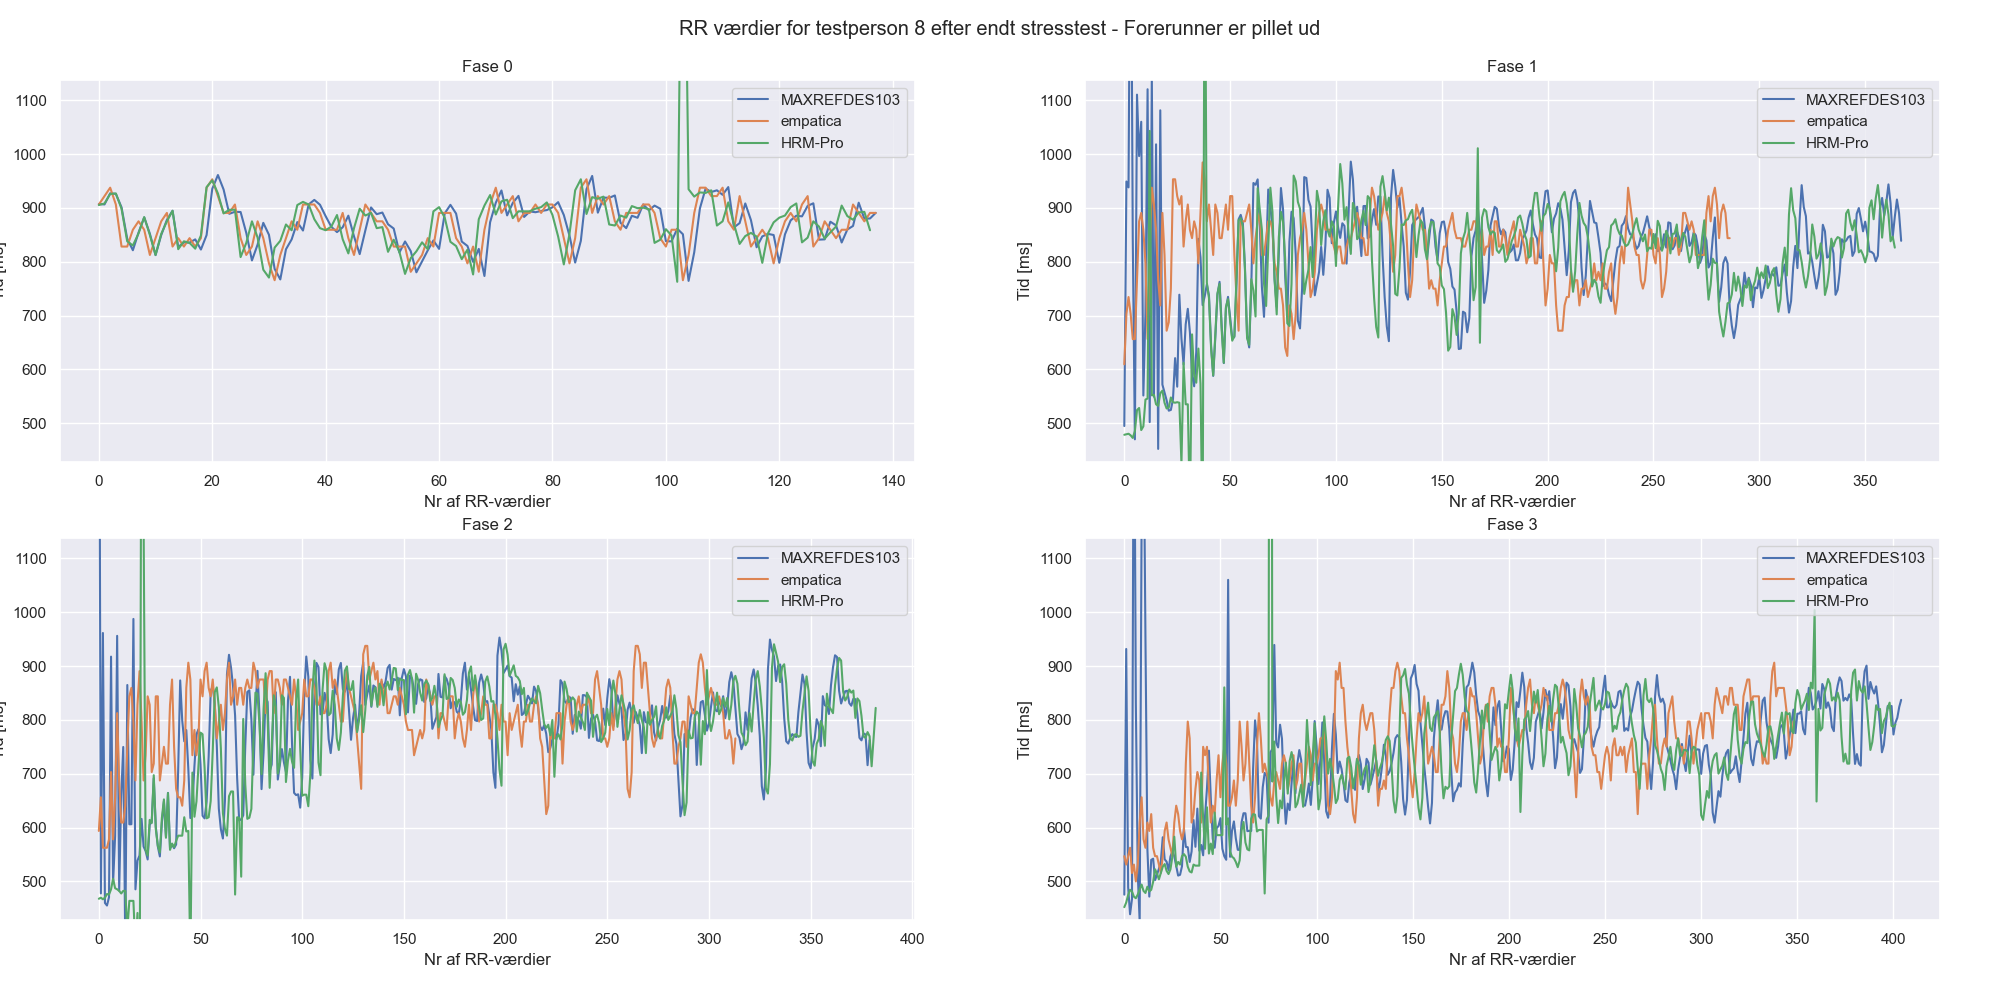 RR værdier for testperson 8 efter endt stresstest - Forerunner er pillet ud
Fase 0
1100
1000
900
800
700
600
500
0 20 40 60 80 100 120 140
Nr af RR-værdier
MAXREFDES103
empatica
HRM-Pro
Fase 1
Tid [ms]
1100
1000
900
800
700
600
500
0 50 100 150 200 250 300 350
Nr af RR-værdier
MAXREFDES103
empatica
HRM-Pro
Fase 2
1100
1000
900
800
700
600
500
0 50 100 150 200 250 300 350 400
Nr af RR-værdier
MAXREFDES103
empatica
HRM-Pro
Fase 3
Tid [ms]
1100
1000
900
800
700
600
500
0 50 100 150 200 250 300 350 400
Nr af RR-værdier
MAXREFDES103
empatica
HRM-Pro